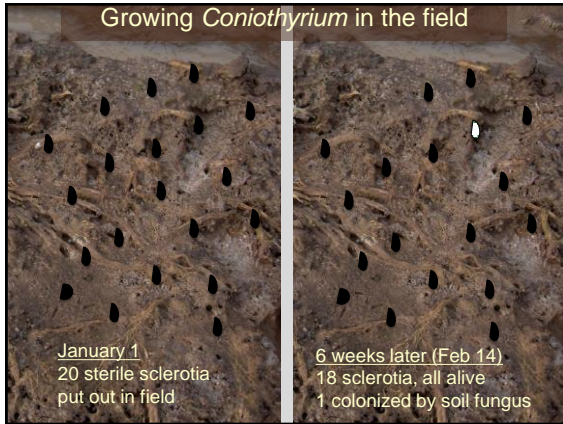 Growing Coniothyrium in the field
January 1
20 sterile sclerotia
put out in field
6 weeks later (Feb 14)
18 sclerotia, all alive
1 colonized by soil fungus